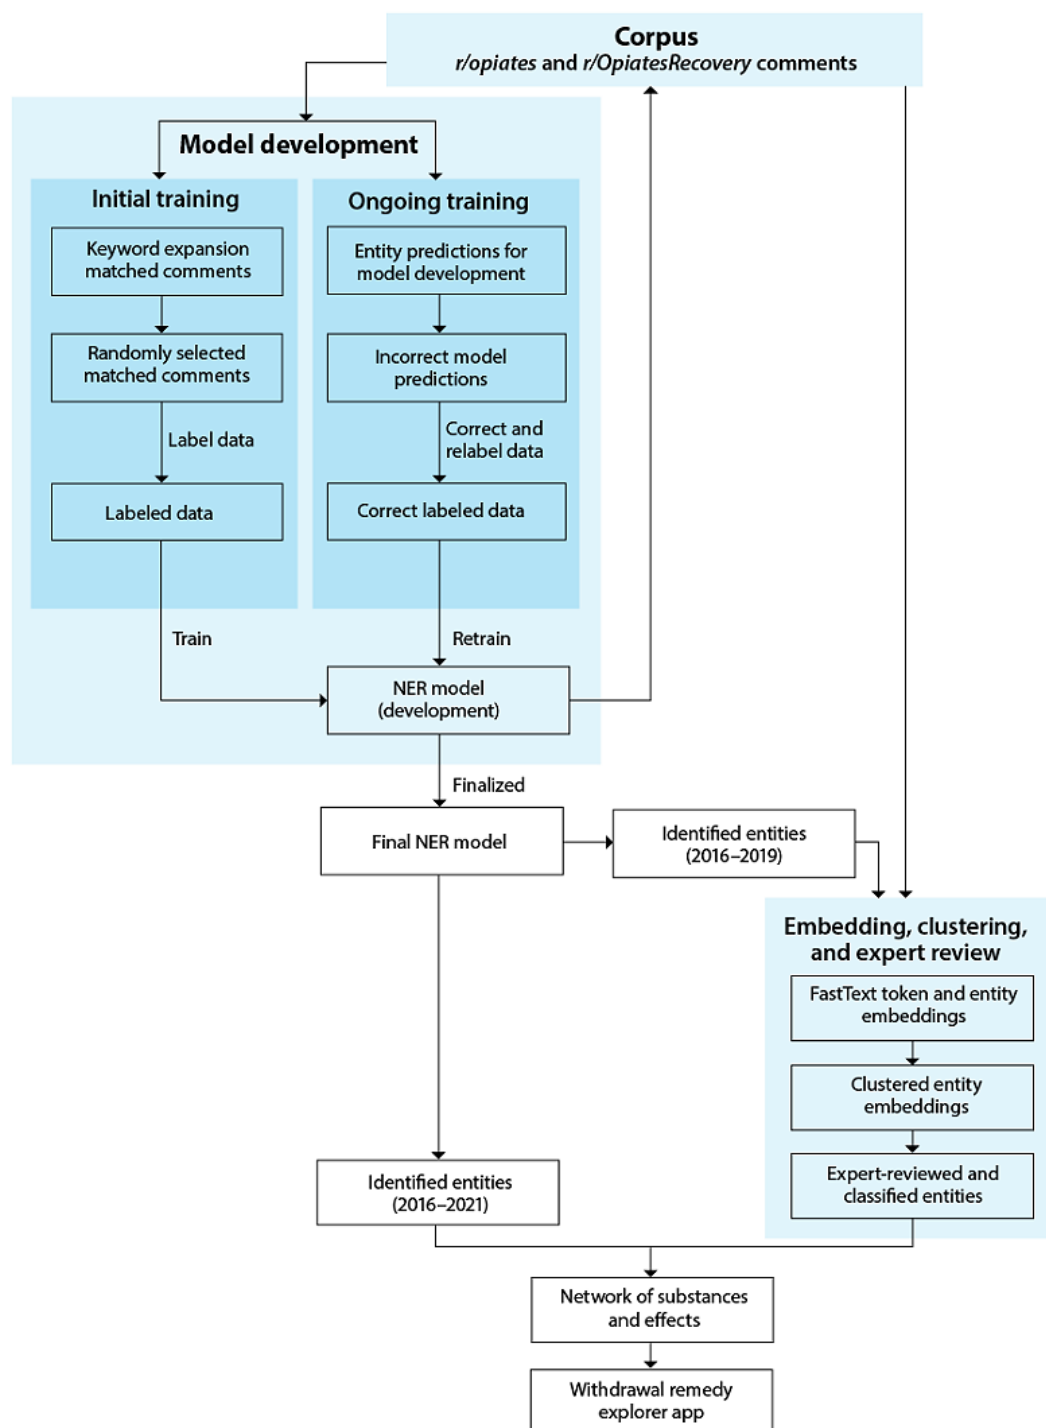 Corpus
r/opiates and r/OpiatesRecovery comments
Model development
Initial training
Keyword expansion
matched comments
Randomly selected
matched comments
Label data
Labeled data
Train
Ongoing training
Entity predictions for
model development
Incorrect model
predictions
Correct and
relabel data
Correct labeled data
Retrain
NER model
(development)
Finalized
Final NER model
Identified entities
(2016–2019)
Embedding, clustering,
and expert review
FastText token and entity
embeddings
Clustered entity
embeddings
Expert-reviewed and
classified entities
Identified entities
(2016–2021)
Network of substances
and effects
Withdrawal remedy
explorer app